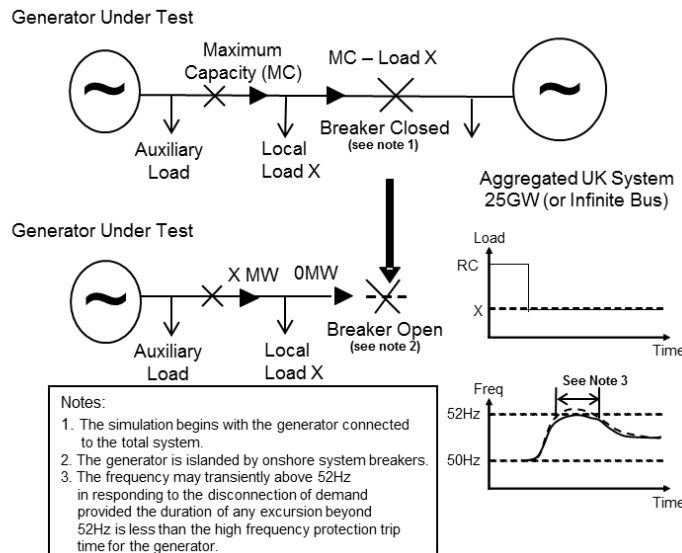 Generator Under Test
Maximum
Capacity (MC)
MC – Load X
~
~
Auxiliary
Load
Local
Load X
Breaker Closed
(see note 1)
Aggregated UK System
25GW (or Infinite Bus)
Generator Under Test
~
X MW
0MW
Auxiliary
Load
Local
Load X
Breaker Open
(see note 2)
Load
RC
X
Time
Freq
See Note 3
52Hz
50Hz
Time
Notes:
1. The simulation begins with the generator connected
to the total system.
2. The generator is islanded by onshore system breakers.
3. The frequency may transiently above 52Hz
in responding to the disconnection of demand
provided the duration of any excursion beyond
52Hz is less than the high frequency protection trip
time for the generator.